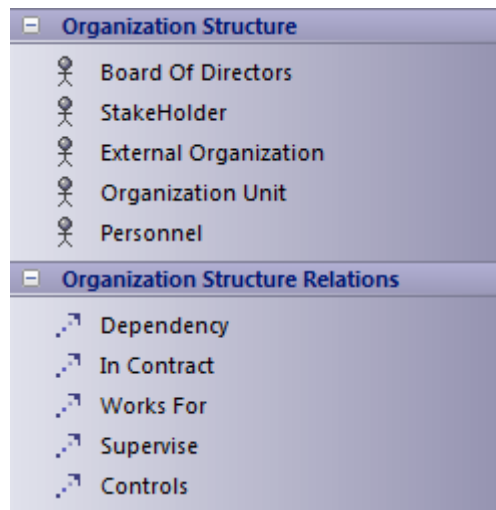 Organization Structure
Board Of Directors
StakeHolder
External Organization
Organization Unit
Personnel
Organization Structure Relations
Dependency
In Contract
Works For
Supervise
Controls